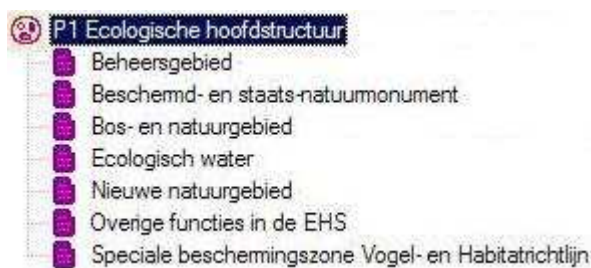 P1 Ecologische hoofdstructuur
Beheersgebied
Beschermd- en staats-natuurmonument
Bos- en natuurgebied
Ecologisch water
Nieuwe natuurgebied
Overige functies in de EHS
Speciale beschermingszone Vogel- en Habitatrichtlijn